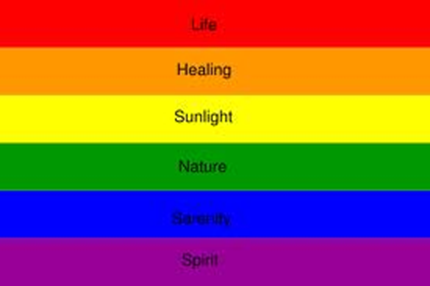 Life
Healing
Sunlight
Nature
Serenity
Spirit